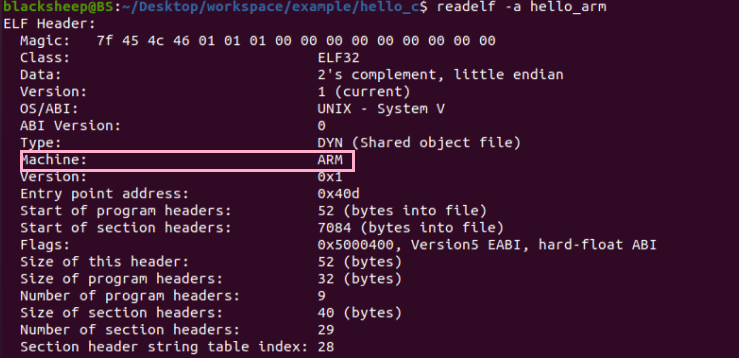 blacksheep@BS:~/Desktop/workspace/example/hello_c$ readelf -a hello_arm
ELF Header:
Magic: 7f 45 4c 46 01 01 01 00 00 00 00 00 00 00 00 00
Class: ELF32
Data: 2's complement, little endian
Version: 1 (current)
OS/ABI: UNIX - System V
ABI Version: 0
Type: DYN (Shared object file)
Machine: ARM
Version: 0x1
Entry point address: 0x40d
Start of program headers: 52 (bytes into file)
Start of section headers: 7084 (bytes into file)
Flags: 0x5000400, Version5 EABI, hard-float ABI
Size of this header: 52 (bytes)
Size of program headers: 32 (bytes)
Number of program headers: 9
Size of section headers: 40 (bytes)
Number of section headers: 29
Section header string table index: 28